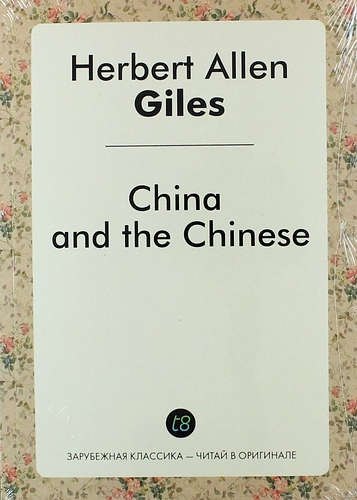 Herbert Allen
Giles
China
and the Chinese
t8
ЗАРУБЕЖНАЯ КЛАССИКА — ЧИТАЙ В ОРИГИНАЛЕ